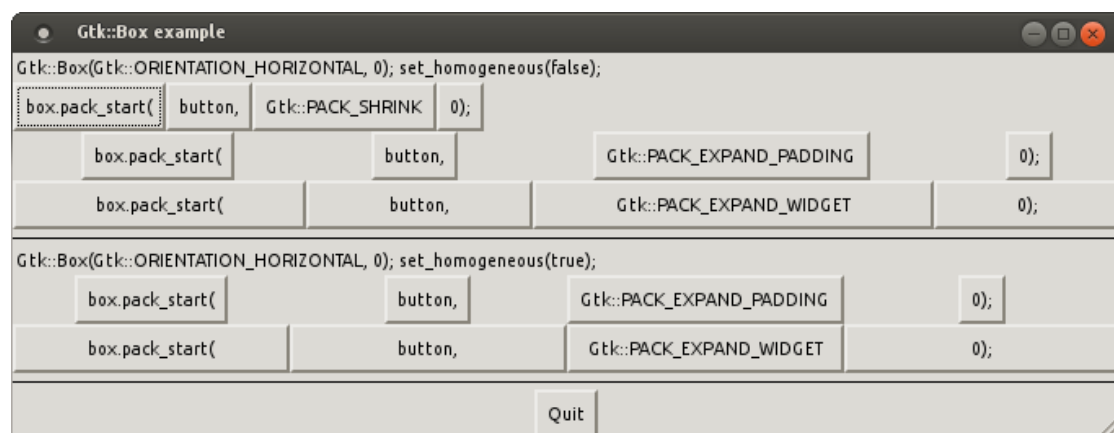 Gtk::Box example
Gtk::Box(Gtk::ORIENTATION_HORIZONTAL, 0); set_homogeneous(false);
box.pack_start( button, Gtk::PACK_SHRINK 0);
box.pack_start( button, Gtk::PACK_EXPAND_PADDING 0);
box.pack_start( button, Gtk::PACK_EXPAND_WIDGET 0);
Gtk::Box(Gtk::ORIENTATION_HORIZONTAL, 0); set_homogeneous(true);
box.pack_start( button, Gtk::PACK_EXPAND_PADDING 0);
box.pack_start( button, Gtk::PACK_EXPAND_WIDGET 0);
Quit